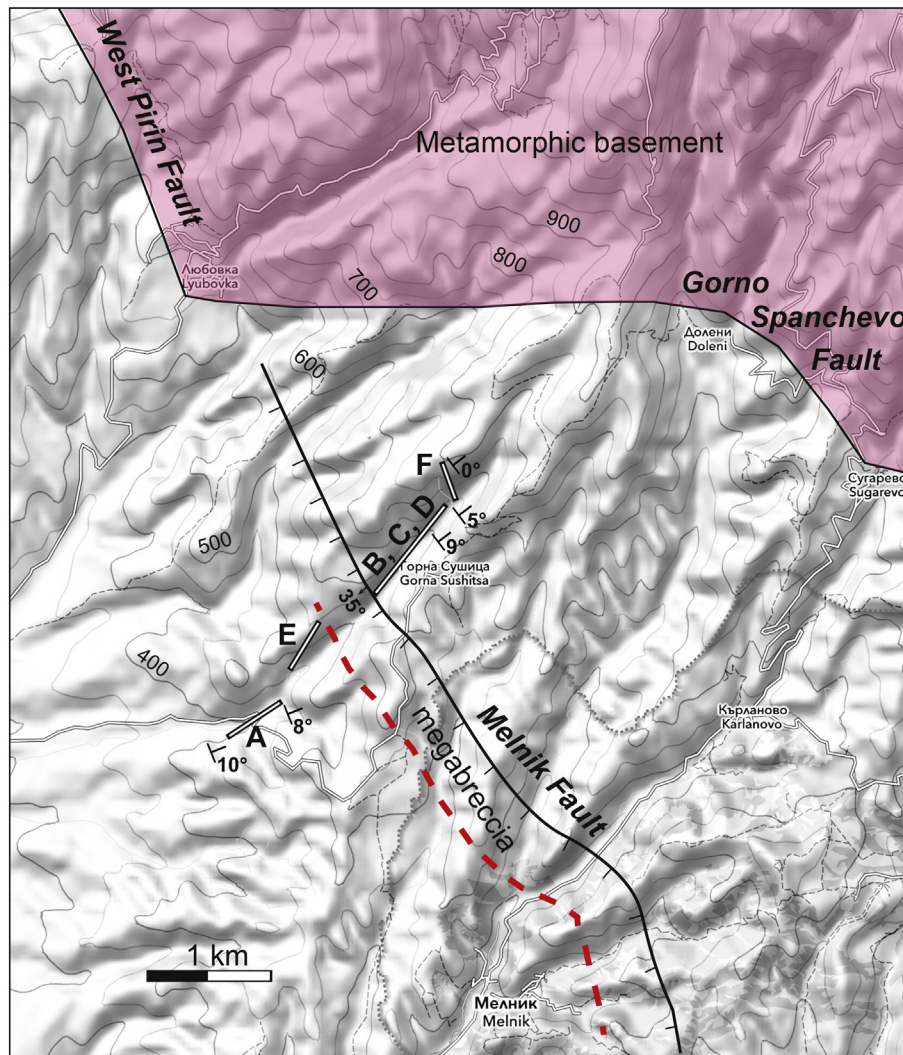 West Pirin Fault
Metamorphic basement
900
800
700
Любовка
Lyubovka
Gorno
Spanchevo
Fault
Долени
Doleni
600
Сугарево
Sugarevo
F
0°
5°
9°
B, C, D
500
Горна Сушица
Gorna Sushitsa
35°
E
400
A
8°
10°
Кърланово
Karlanovo
Melnik Fault
megabreccia
1 km
Мелник
Melnik